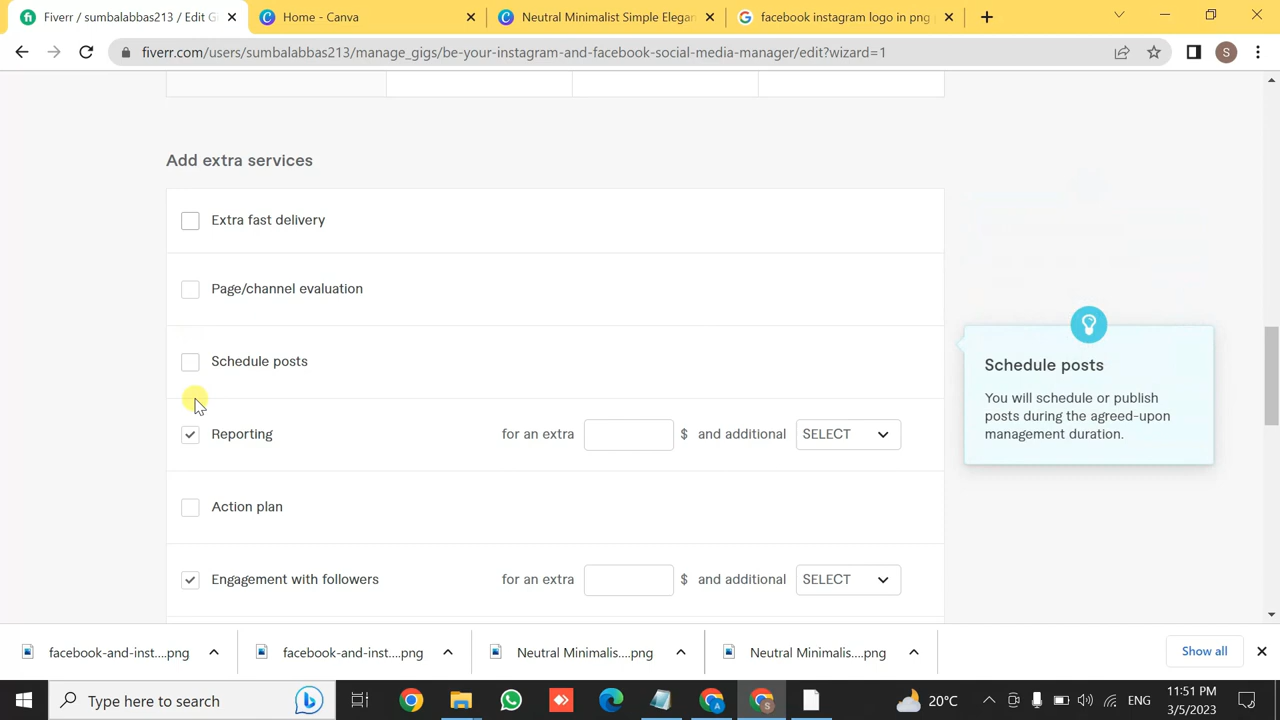 Fiverr / sumbalabbas213 / Edit G
Home - Canva
Neutral Minimalist Simple Elegan
facebook instagram logo in png
fiverr.com/users/sumbalabbas213/manage_gigs/be-your-instagram-and-facebook-social-media-manager/edit?wizard=1
S
Add extra services
Extra fast delivery
Page/channel evaluation
Schedule posts
Reporting for an extra $ and additional SELECT
Action plan
Engagement with followers for an extra $ and additional SELECT
Schedule posts
You will schedule or publish
posts during the agreed-upon
management duration.
facebook-and-inst....png
facebook-and-inst....png
Neutral Minimalis....png
Neutral Minimalis....png
Show all
Type here to search
20°C
ENG
11:51 PM
3/5/2023